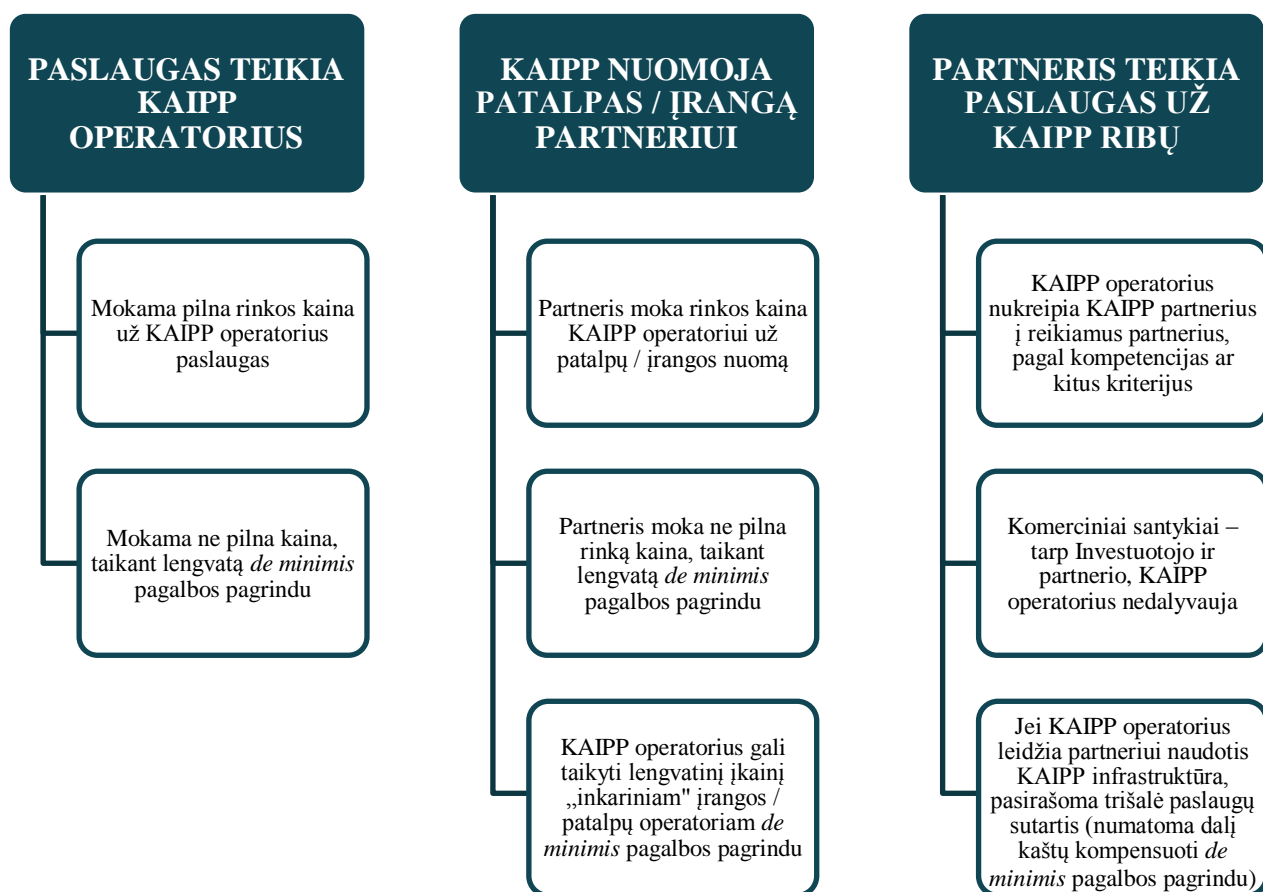 PASLAUGAS TEIKIA
KAIPP
OPERATORIUS
Mokama pilna rinkos kaina
už KAIPP operatorius
paslaugas
Mokama ne pilna kaina,
taikant lengvatą de minimis
pagalbos pagrindu
KAIPP NUOMOJA
PATALPAS / ĮRANGĄ
PARTNERIUI
Partneris moka rinkos kaina
KAIPP operatoriui už
patalpų / įrangos nuomą
Partneris moka ne pilna
rinką kaina, taikant
lengvatą de minimis
pagalbos pagrindu
KAIPP operatorius gali
taikyti lengvatinį įkainį
„inkariniam" įrangos /
patalpų operatoriam de
minimis pagalbos pagrindu
PARTNERIS TEIKIA
PASLAUGAS UŽ
KAIPP RIBŲ
KAIPP operatorius
nukreipia KAIPP partnerius
į reikiamus partnerius,
pagal kompetencijas ar
kitus kriterijus
Komerciniai santykiai –
tarp Investuotojo ir
partnerio, KAIPP
operatorius nedalyvauja
Jei KAIPP operatorius
leidžia partneriui naudotis
KAIPP infrastruktūra,
pasirašoma trišalė paslaugų
sutartis (numatoma dalį
kaštų kompensuoti de
minimis pagalbos pagrindu)